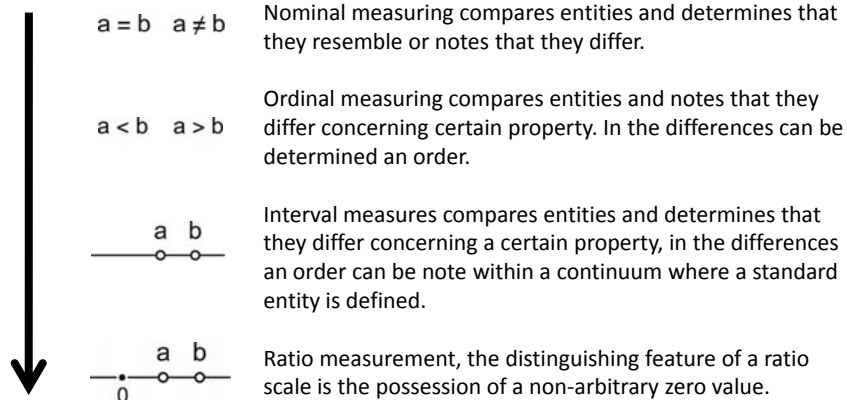 a = b a ≠ b
Nominal measuring compares entities and determines that
they resemble or notes that they differ.
a < b a > b
Ordinal measuring compares entities and notes that they
differ concerning certain property. In the differences can be
determined an order.
a b
Interval measures compares entities and determines that
they differ concerning a certain property, in the differences
an order can be note within a continuum where a standard
entity is defined.
a b
0
Ratio measurement, the distinguishing feature of a ratio
scale is the possession of a non-arbitrary zero value.